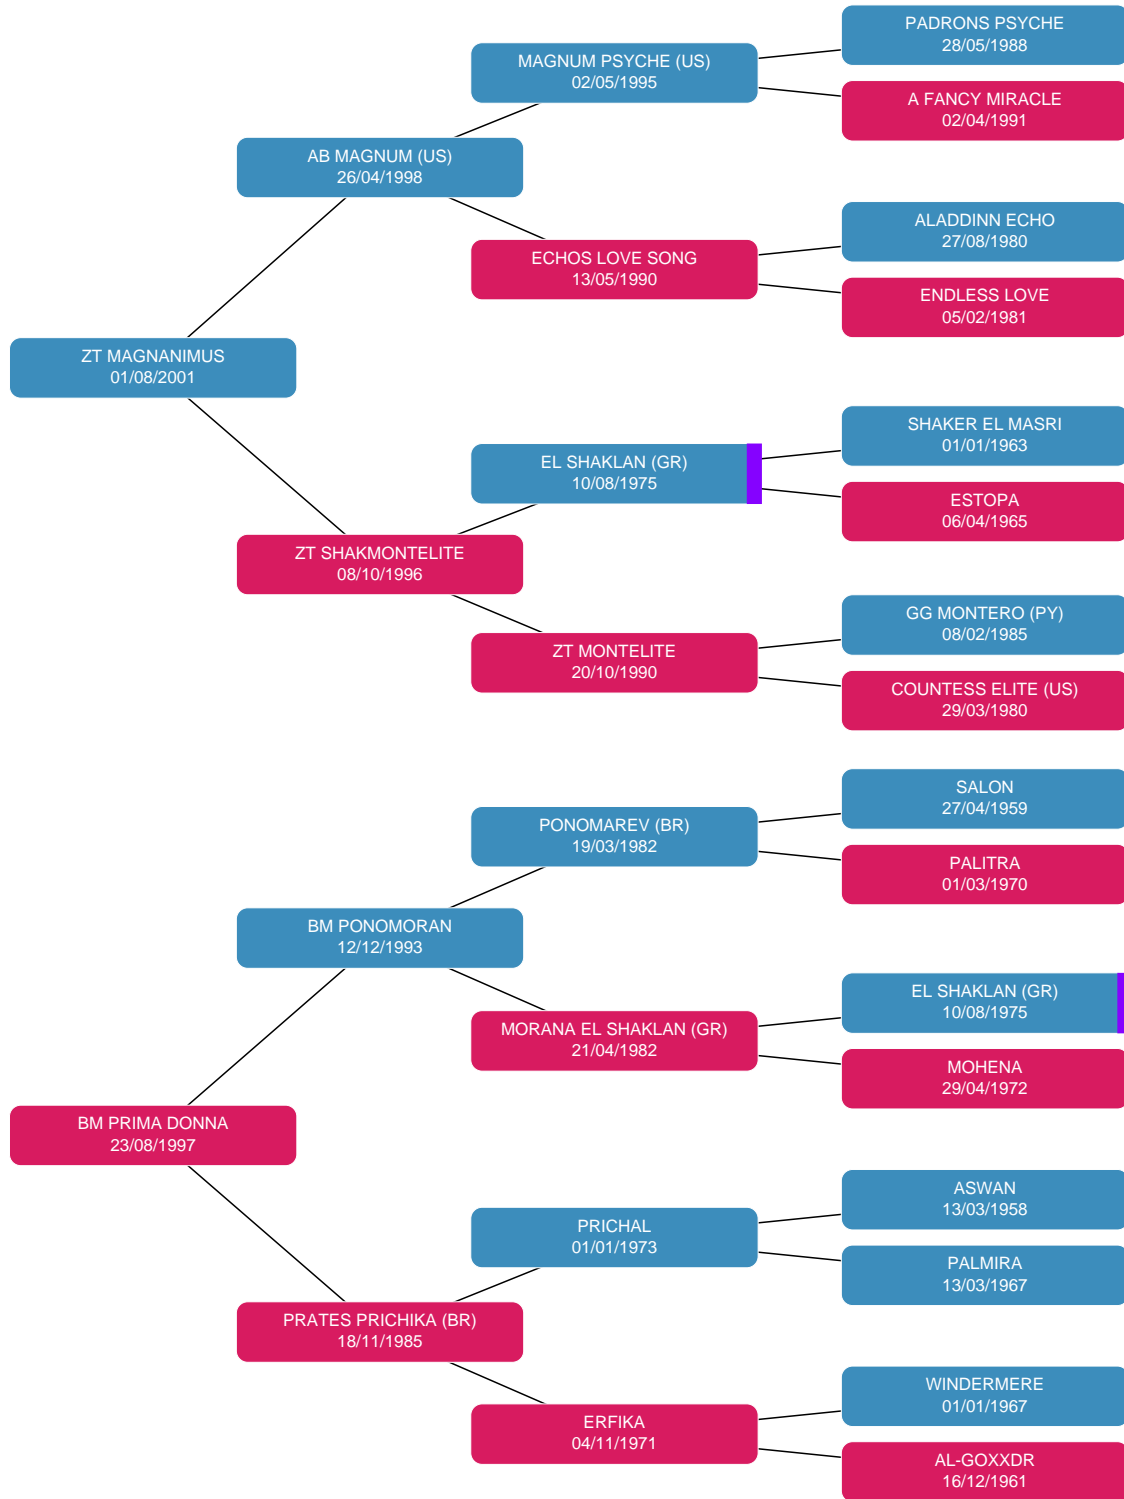 PADRONS PSYCHE
28/05/1988
MAGNUM PSYCHE (US)
02/05/1995
A FANCY MIRACLE
02/04/1991
AB MAGNUM (US)
26/04/1998
ALADDINN ECHO
27/08/1980
ECHOS LOVE SONG
13/05/1990
ENDLESS LOVE
05/02/1981
ZT MAGNANIMUS
01/08/2001
SHAKER EL MASRI
01/01/1963
EL SHAKLAN (GR)
10/08/1975
ESTOPA
06/04/1965
ZT SHAKMONTELITE
08/10/1996
GG MONTERO (PY)
08/02/1985
ZT MONTELITE
20/10/1990
COUNTESS ELITE (US)
29/03/1980
SALON
27/04/1959
PONOMAREV (BR)
19/03/1982
PALITRA
01/03/1970
BM PONOMORAN
12/12/1993
EL SHAKLAN (GR)
10/08/1975
MORANA EL SHAKLAN (GR)
21/04/1982
MOHENA
29/04/1972
BM PRIMA DONNA
23/08/1997
ASWAN
13/03/1958
PRICHAL
01/01/1973
PALMIRA
13/03/1967
PRATES PRICHIKA (BR)
18/11/1985
WINDERMERE
01/01/1967
ERFIKA
04/11/1971
AL-GOXXDR
16/12/1961